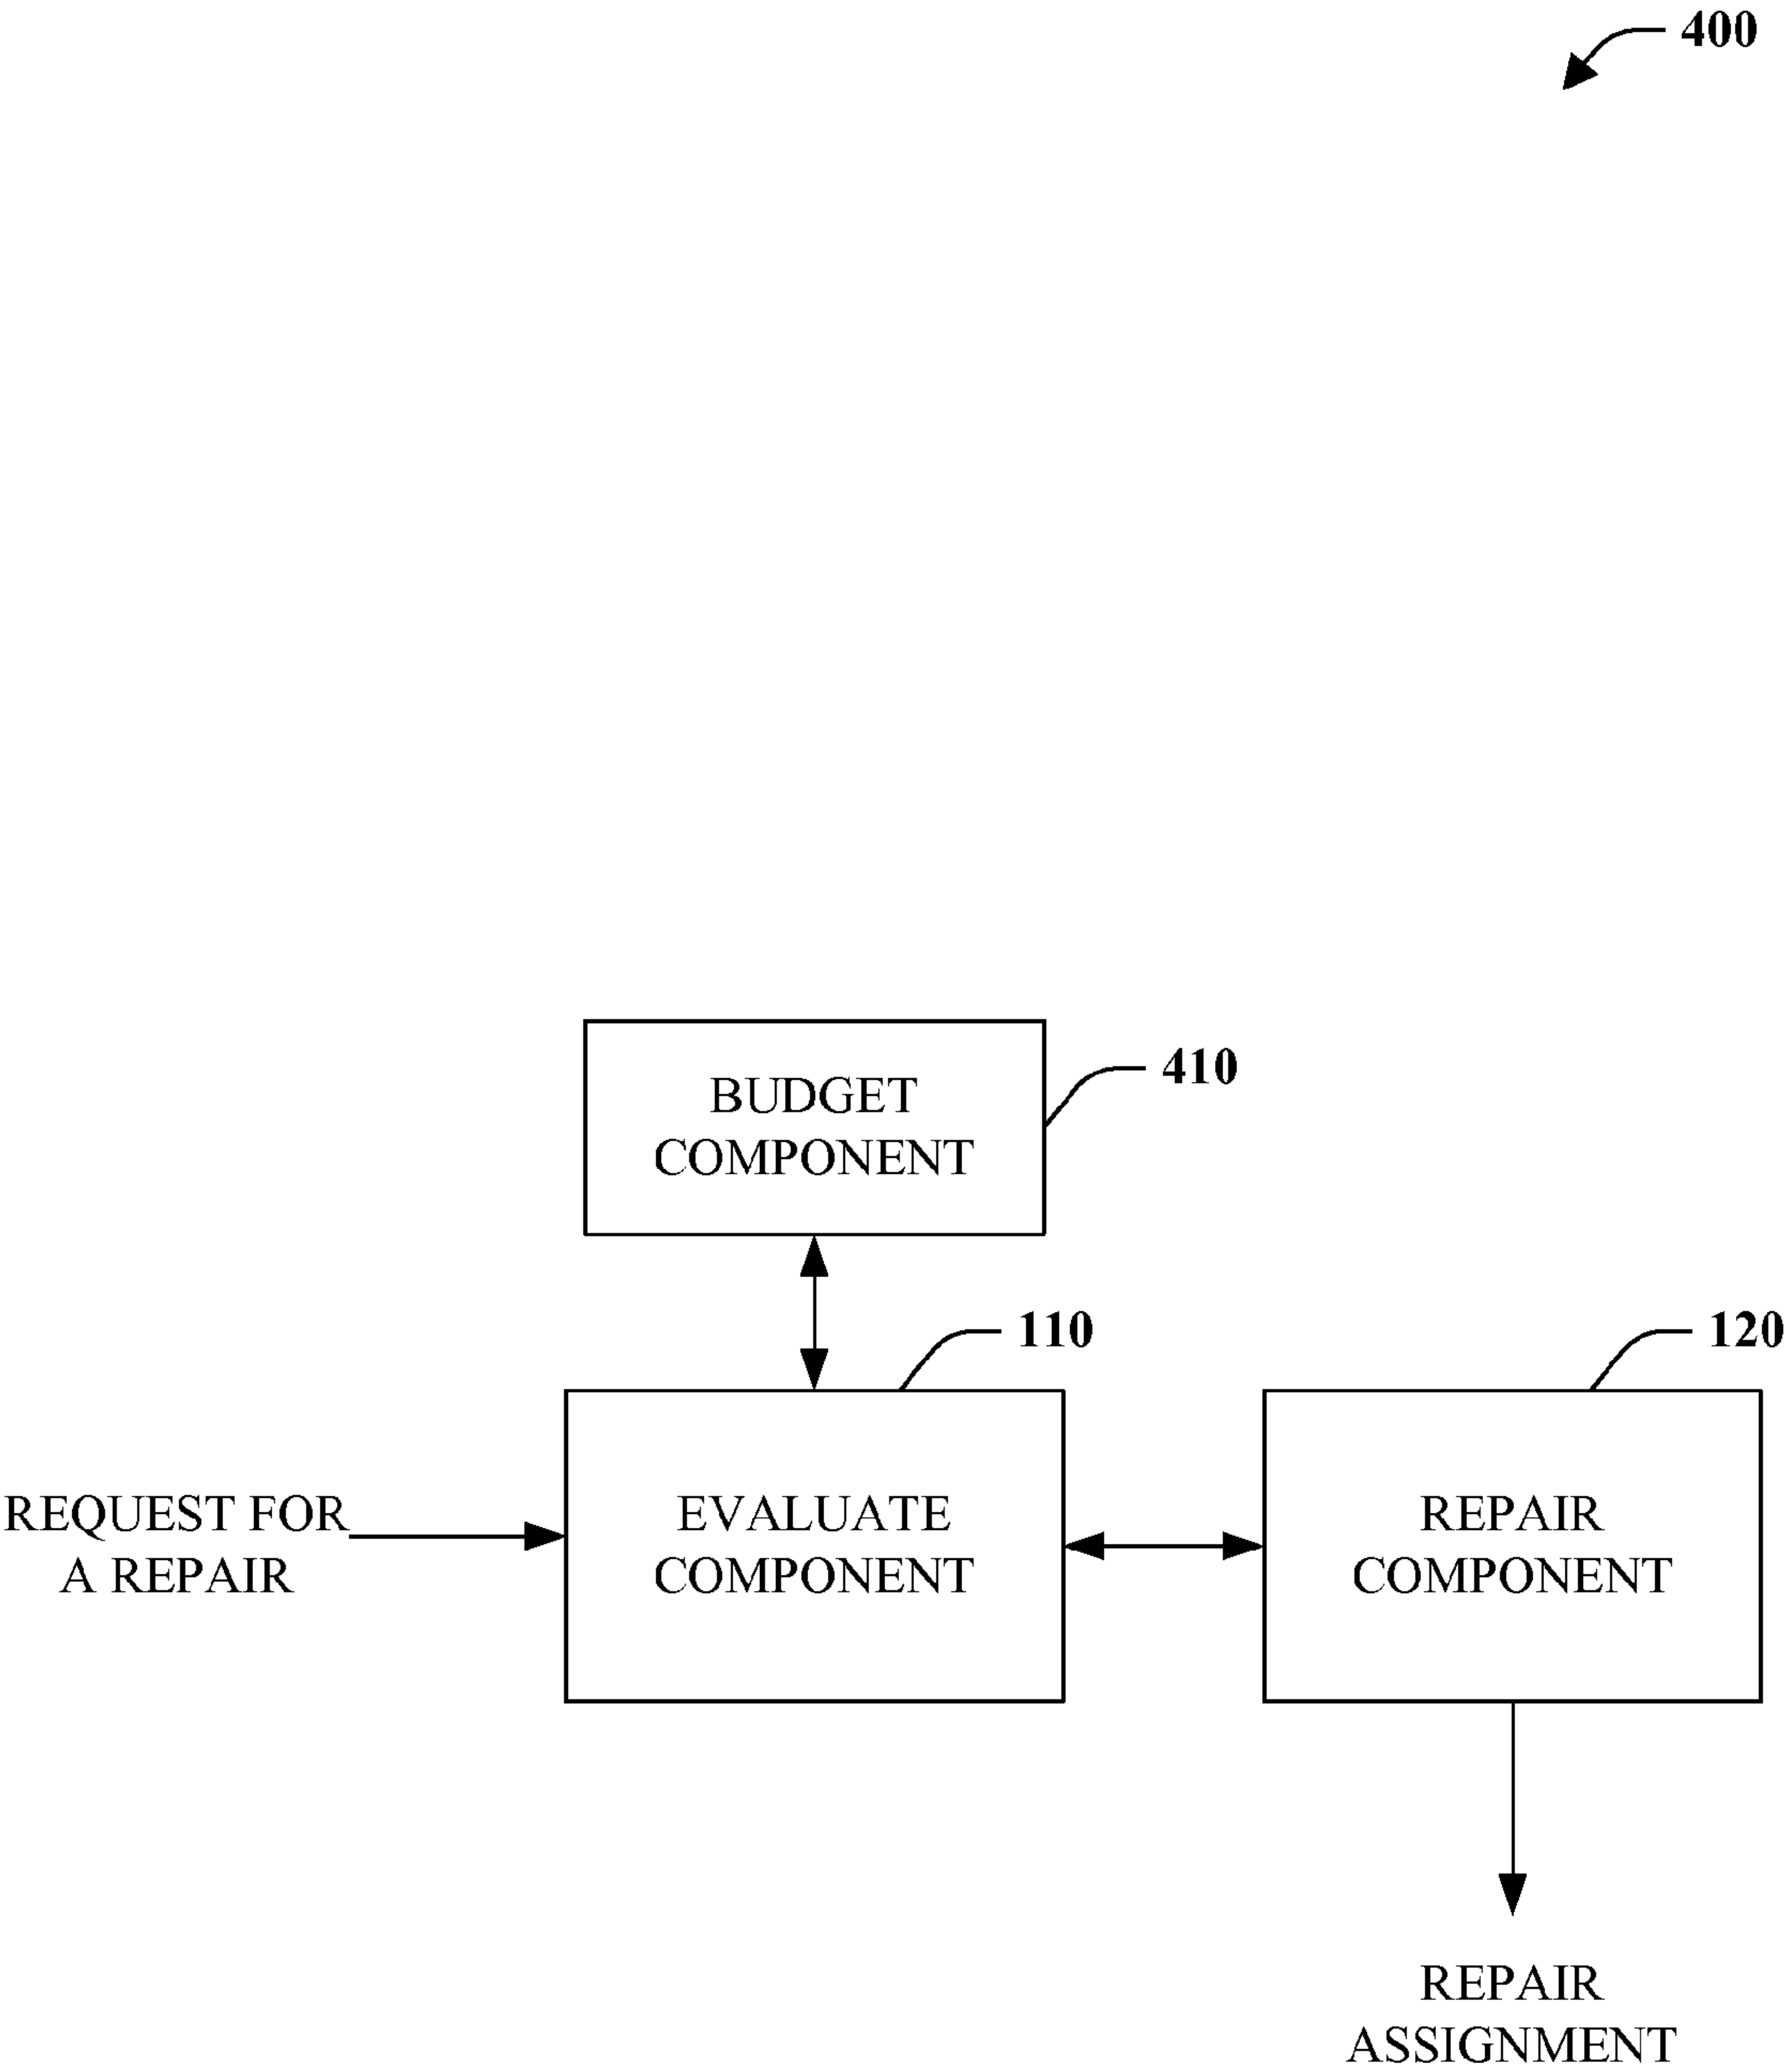 400
BUDGET
COMPONENT
410
110
120
REQUEST FOR
A REPAIR
EVALUATE
COMPONENT
REPAIR
COMPONENT
REPAIR
ASSIGNMENT